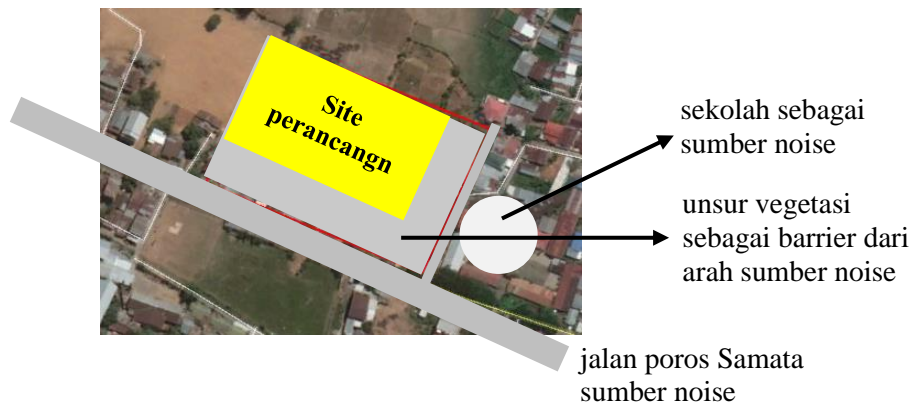 Site
perancangn
sekolah sebagai
sumber noise
unsur vegetasi
sebagai barrier dari
arah sumber noise
jalan poros Samata
sumber noise